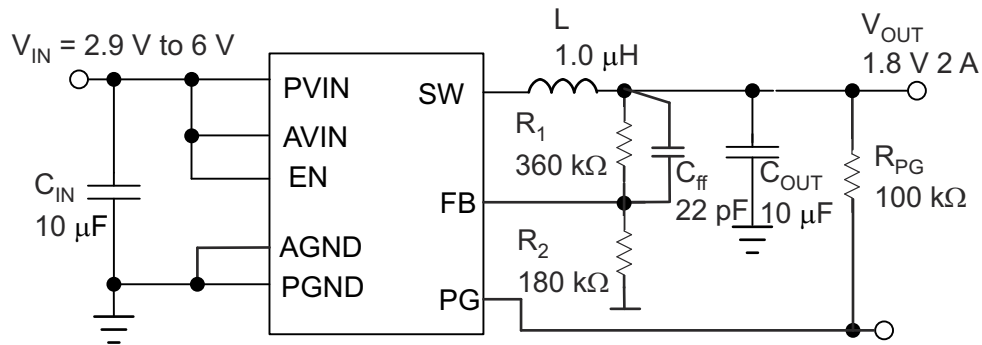 V_IN = 2.9 V to 6 V
L
1.0 μH
V_OUT
1.8 V 2 A
PVIN
SW
AVIN
EN
R_1
360 kΩ
C_IN
10 μF
C_ff
22 pF
C_OUT
10 μF
R_PG
100 kΩ
FB
AGND
R_2
180 kΩ
PGND
PG